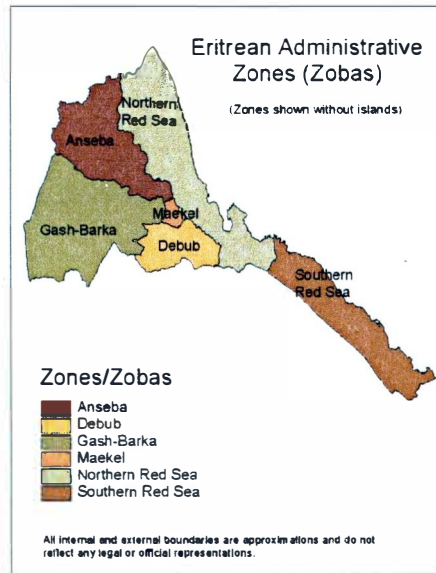 Eritrean Administrative
Zones (Zobas)
(Zones shown without islands)
Northern
Red Sea
Anseba
Maekel
Gash-Barka
Debub
Southern
Red Sea
Zones/Zobas
Anseba
Debub
Gash-Barka
Maekel
Northern Red Sea
Southern Red Sea
All internal and external boundaries are approximations and do not
reflect any legal or official representations.